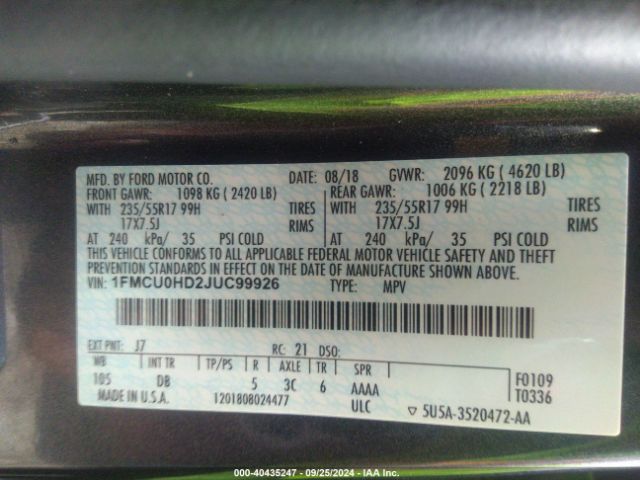 MFD. BY FORD MOTOR CO. DATE: 08/18 GVWR: 2096 KG ( 4620 LB)
FRONT GAWR: 1098 KG ( 2420 LB) REAR GAWR: 1006 KG ( 2218 LB)
WITH 235/55R17 99H TIRES WITH 235/55R17 99H TIRES
17X7.5J RIMS 17X7.5J RIMS
AT 240 kPa/ 35 PSI COLD AT 240 kPa/ 35 PSI COLD
THIS VEHICLE CONFORMS TO ALL APPLICABLE FEDERAL MOTOR VEHICLE SAFETY AND THEFT
PREVENTION STANDARDS IN EFFECT ON THE DATE OF MANUFACTURE SHOWN ABOVE.
VIN: 1FMCU0HD2JUC99926 TYPE: MPV
EXT PNT: J7 RC: 21 DSO:
WB INT TR TP/PS R AXLE TR SPR F0109
105 DB 5 3C 6 AAAA T0336
MADE IN U.S.A. 1201808024477 ULC 5U5A-3520472-AA
000-40435247 - 09/25/2024 - IAA Inc.